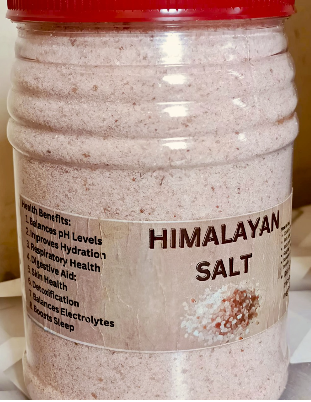 Health Benefits:
1. Balances pH Levels
2. Improves Hydration
3. Respiratory Health
4. Digestive Aid:
5. Skin Health
6. Detoxification
7. Balances Electrolytes
8. Boosts Sleep
HIMALAYAN
SALT